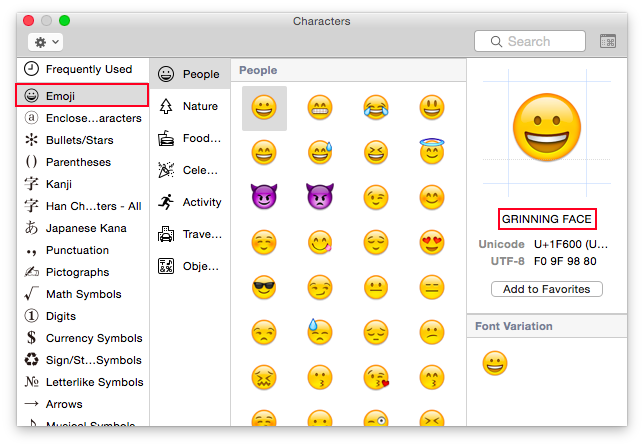 Characters
Search
Frequently Used
Emoji
Enclose…aracters
Bullets/Stars
Parentheses
Kanji
Han Ch…ters - All
Japanese Kana
Punctuation
Pictographs
Math Symbols
Digits
Currency Symbols
Sign/St…Symbols
Letterlike Symbols
Arrows
Musical Symbols
People
Nature
Food…
Cele…
Activity
Trave…
Obje…
People
GRINNING FACE
Unicode U+1F600 (U…
UTF-8 F0 9F 98 80
Add to Favorites
Font Variation